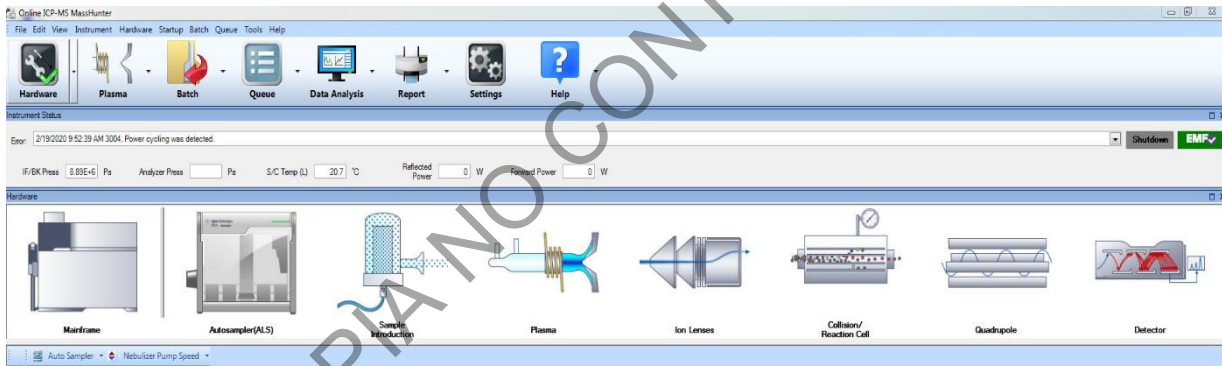 Online ICP-MS MassHunter
File Edit View Instrument Hardware Startup Batch Queue Tools Help
Hardware Plasma Batch Queue Data Analysis Report Settings Help
Instrument Status
Error: 2/19/2020 9:52:39 AM 3004, Power cycling was detected. Shutdown EMF
IF/BK Press 8.89E+6 Pa Analyzer Press Pa S/C Temp (L) 20.7 °C Reflected Power 0 W Forward Power 0 W
Hardware
Mainframe Autosampler(ALS) Sample Introduction Plasma Ion Lenses Collision/ Reaction Cell Quadrupole Detector
Auto Sampler Nebulizer Pump Speed
PIANO CONT